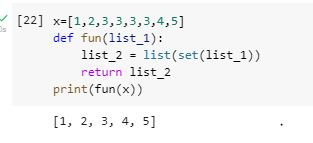 [22] x=[1,2,3,3,3,3,4,5]
def fun(list_1):
    list_2 = list(set(list_1))
    return list_2
print(fun(x))
[1, 2, 3, 4, 5] .